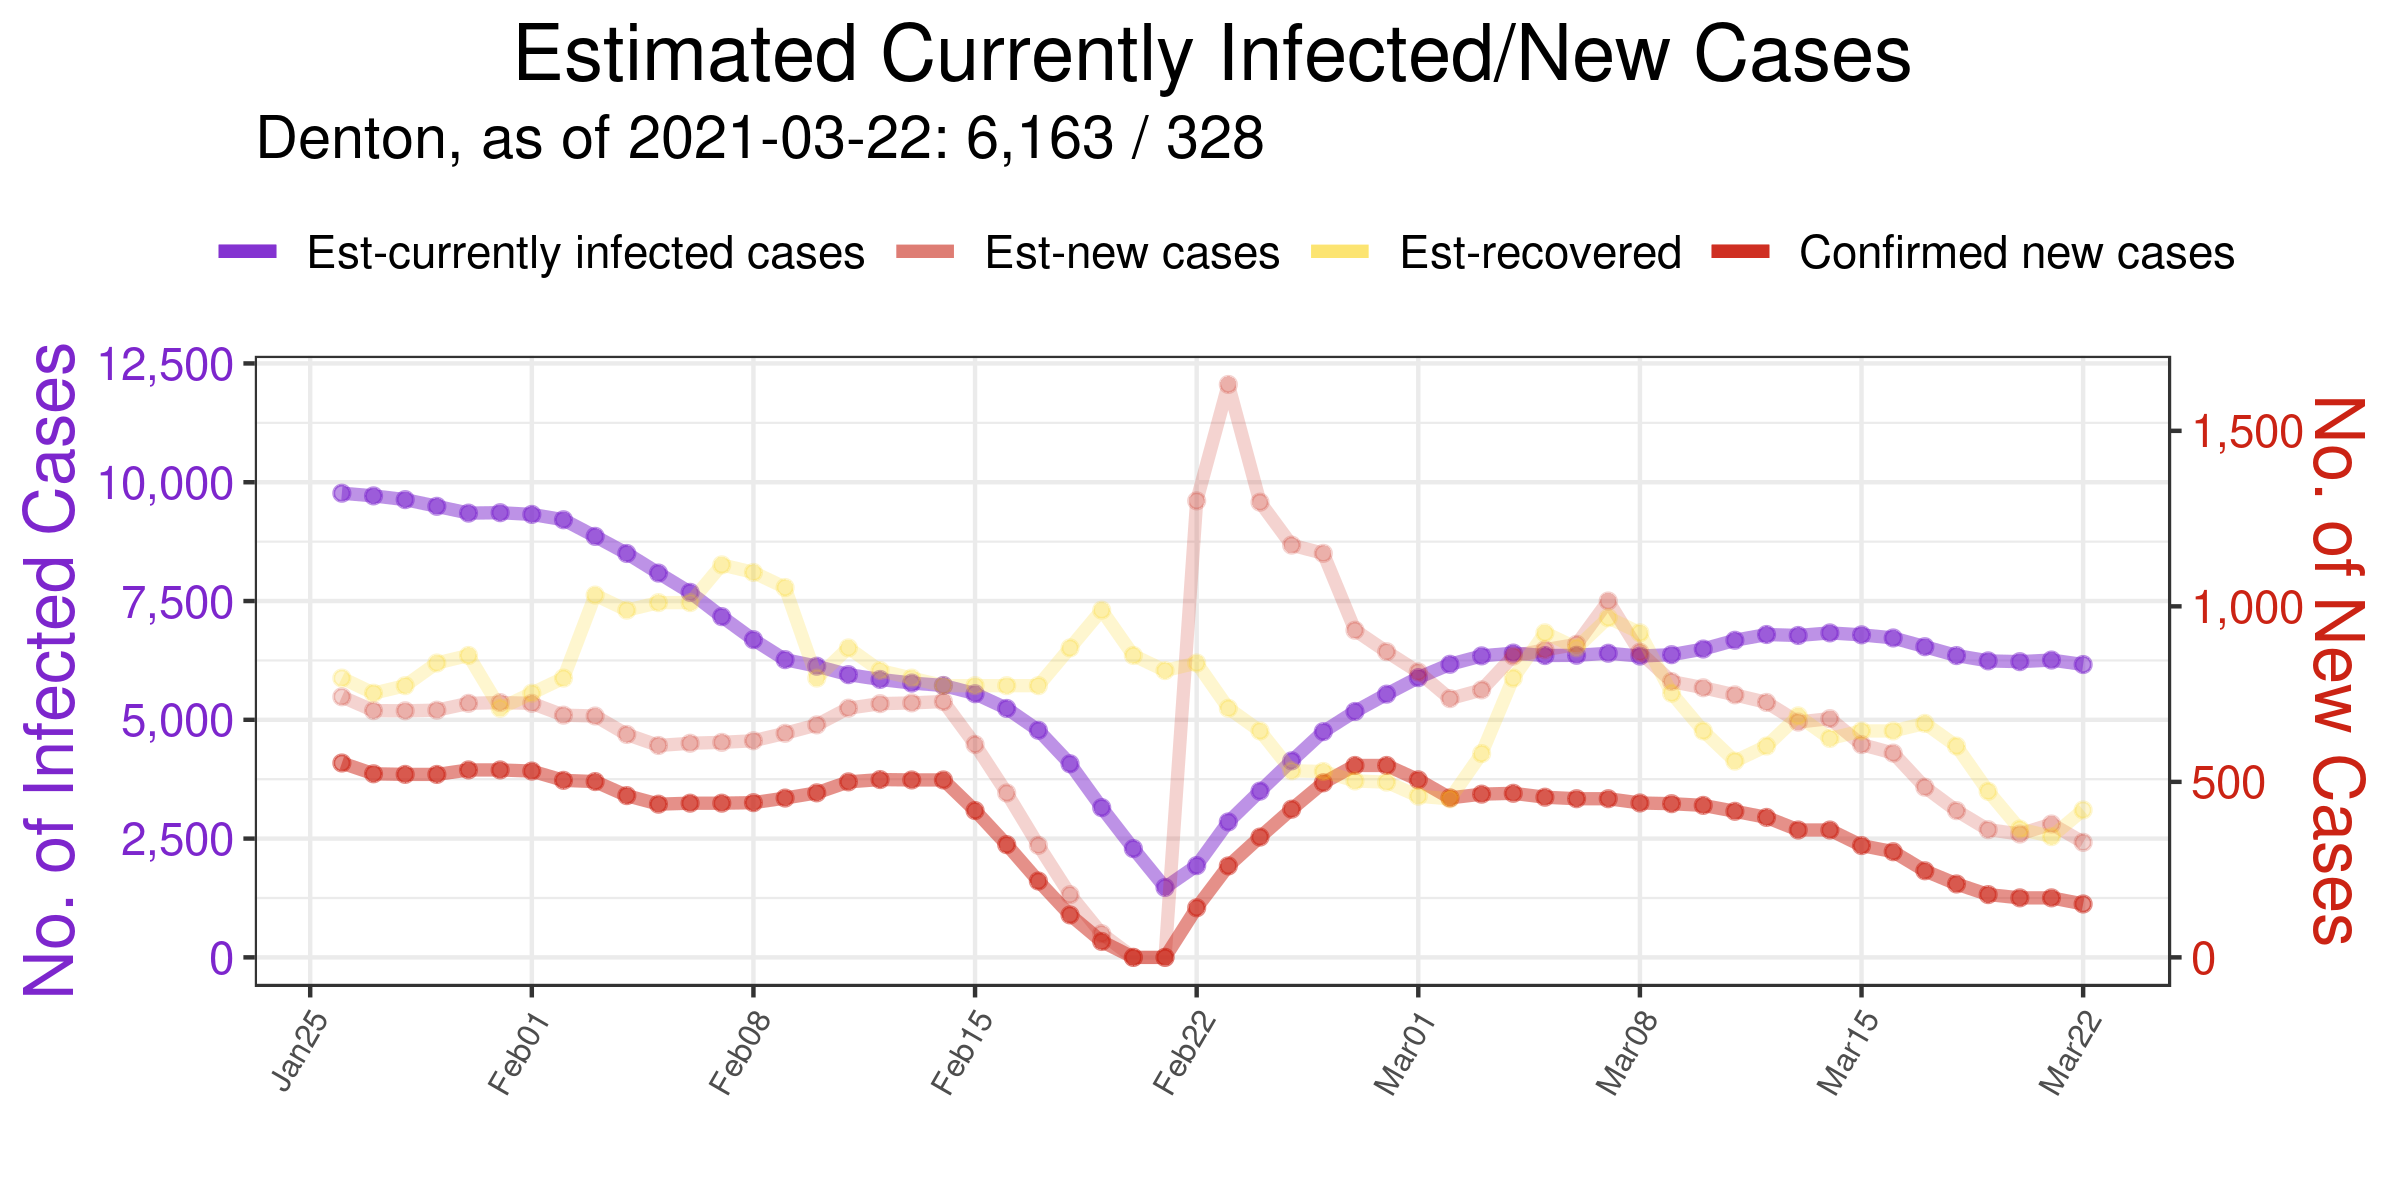 Estimated Currently Infected/New Cases
Denton, as of 2021-03-22: 6,163 / 328
Est-currently infected cases Est-new cases Est-recovered Confirmed new cases
No. of Infected Cases
12,500
10,000
7,500
5,000
2,500
0
1,500
1,000
500
0
No. of New Cases
Jan25 Feb01 Feb08 Feb15 Feb22 Mar01 Mar08 Mar15 Mar22